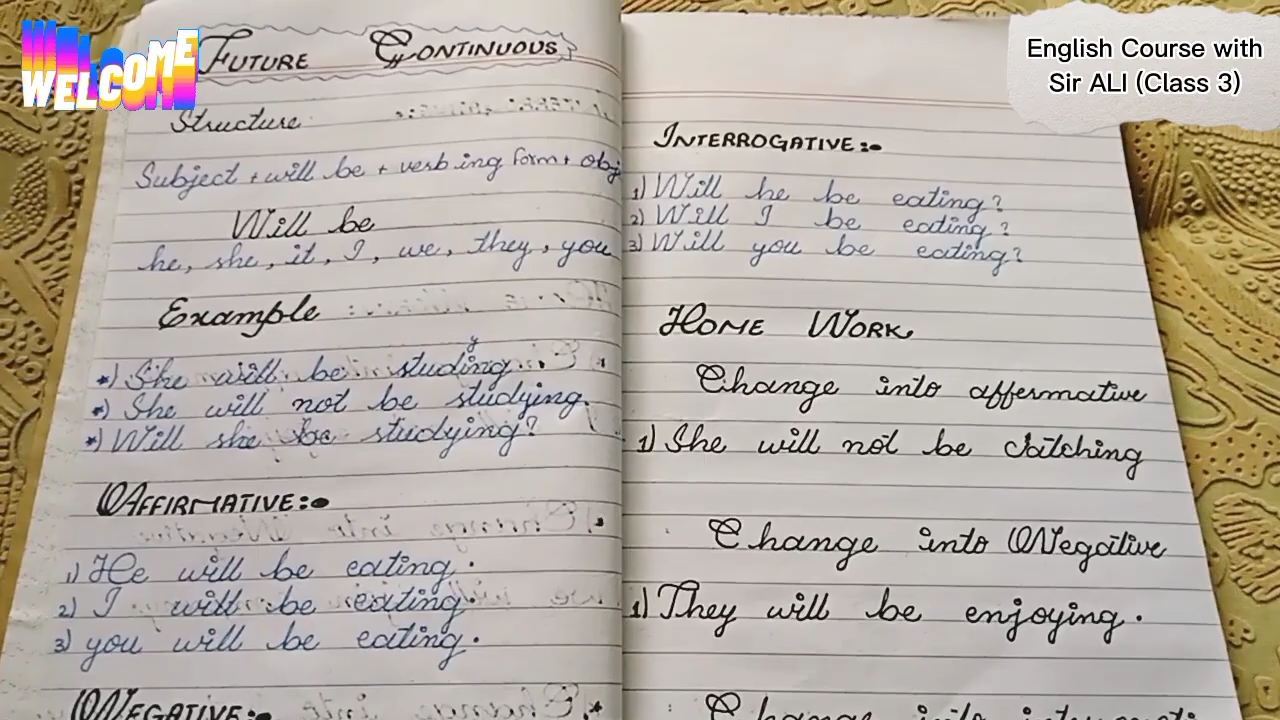 WELCOME
English Course with
Sir ALI (Class 3)
FUTURE CONTINUOUS
Structure
Subject + will be + verb ing form + obj
Will be
he, she, it, I, we, they, you
Example
*) She will be studying.
*) She will not be studying.
*) Will she be studying?
AFFIRMATIVE:
1) He will be eating.
2) I will be eating.
3) you will be eating.
NEGATIVE:
INTERROGATIVE:
1) Will he be eating?
2) Will I be eating?
3) Will you be eating?
HOME WORK
Change into affermative
1) She will not be
Change into Negative
1) They will be enjoying.
Change into